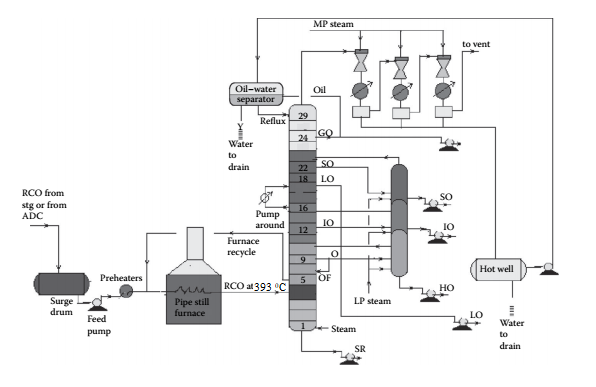 MP steam
to vent
Oil–water
separator
Oil
Reflux
29
24
GO
Water
to
drain
22
SO
18
LO
RCO from
stg or from
ADC
Pump
around
16
SO
12
IO
IO
Furnace
recycle
9
O
Hot well
Preheaters
RCO at 393 °C
5
OF
HO
LP steam
Surge
drum
Feed
pump
Pipe still
furnace
1
Steam
LO
Water
to
drain
SR